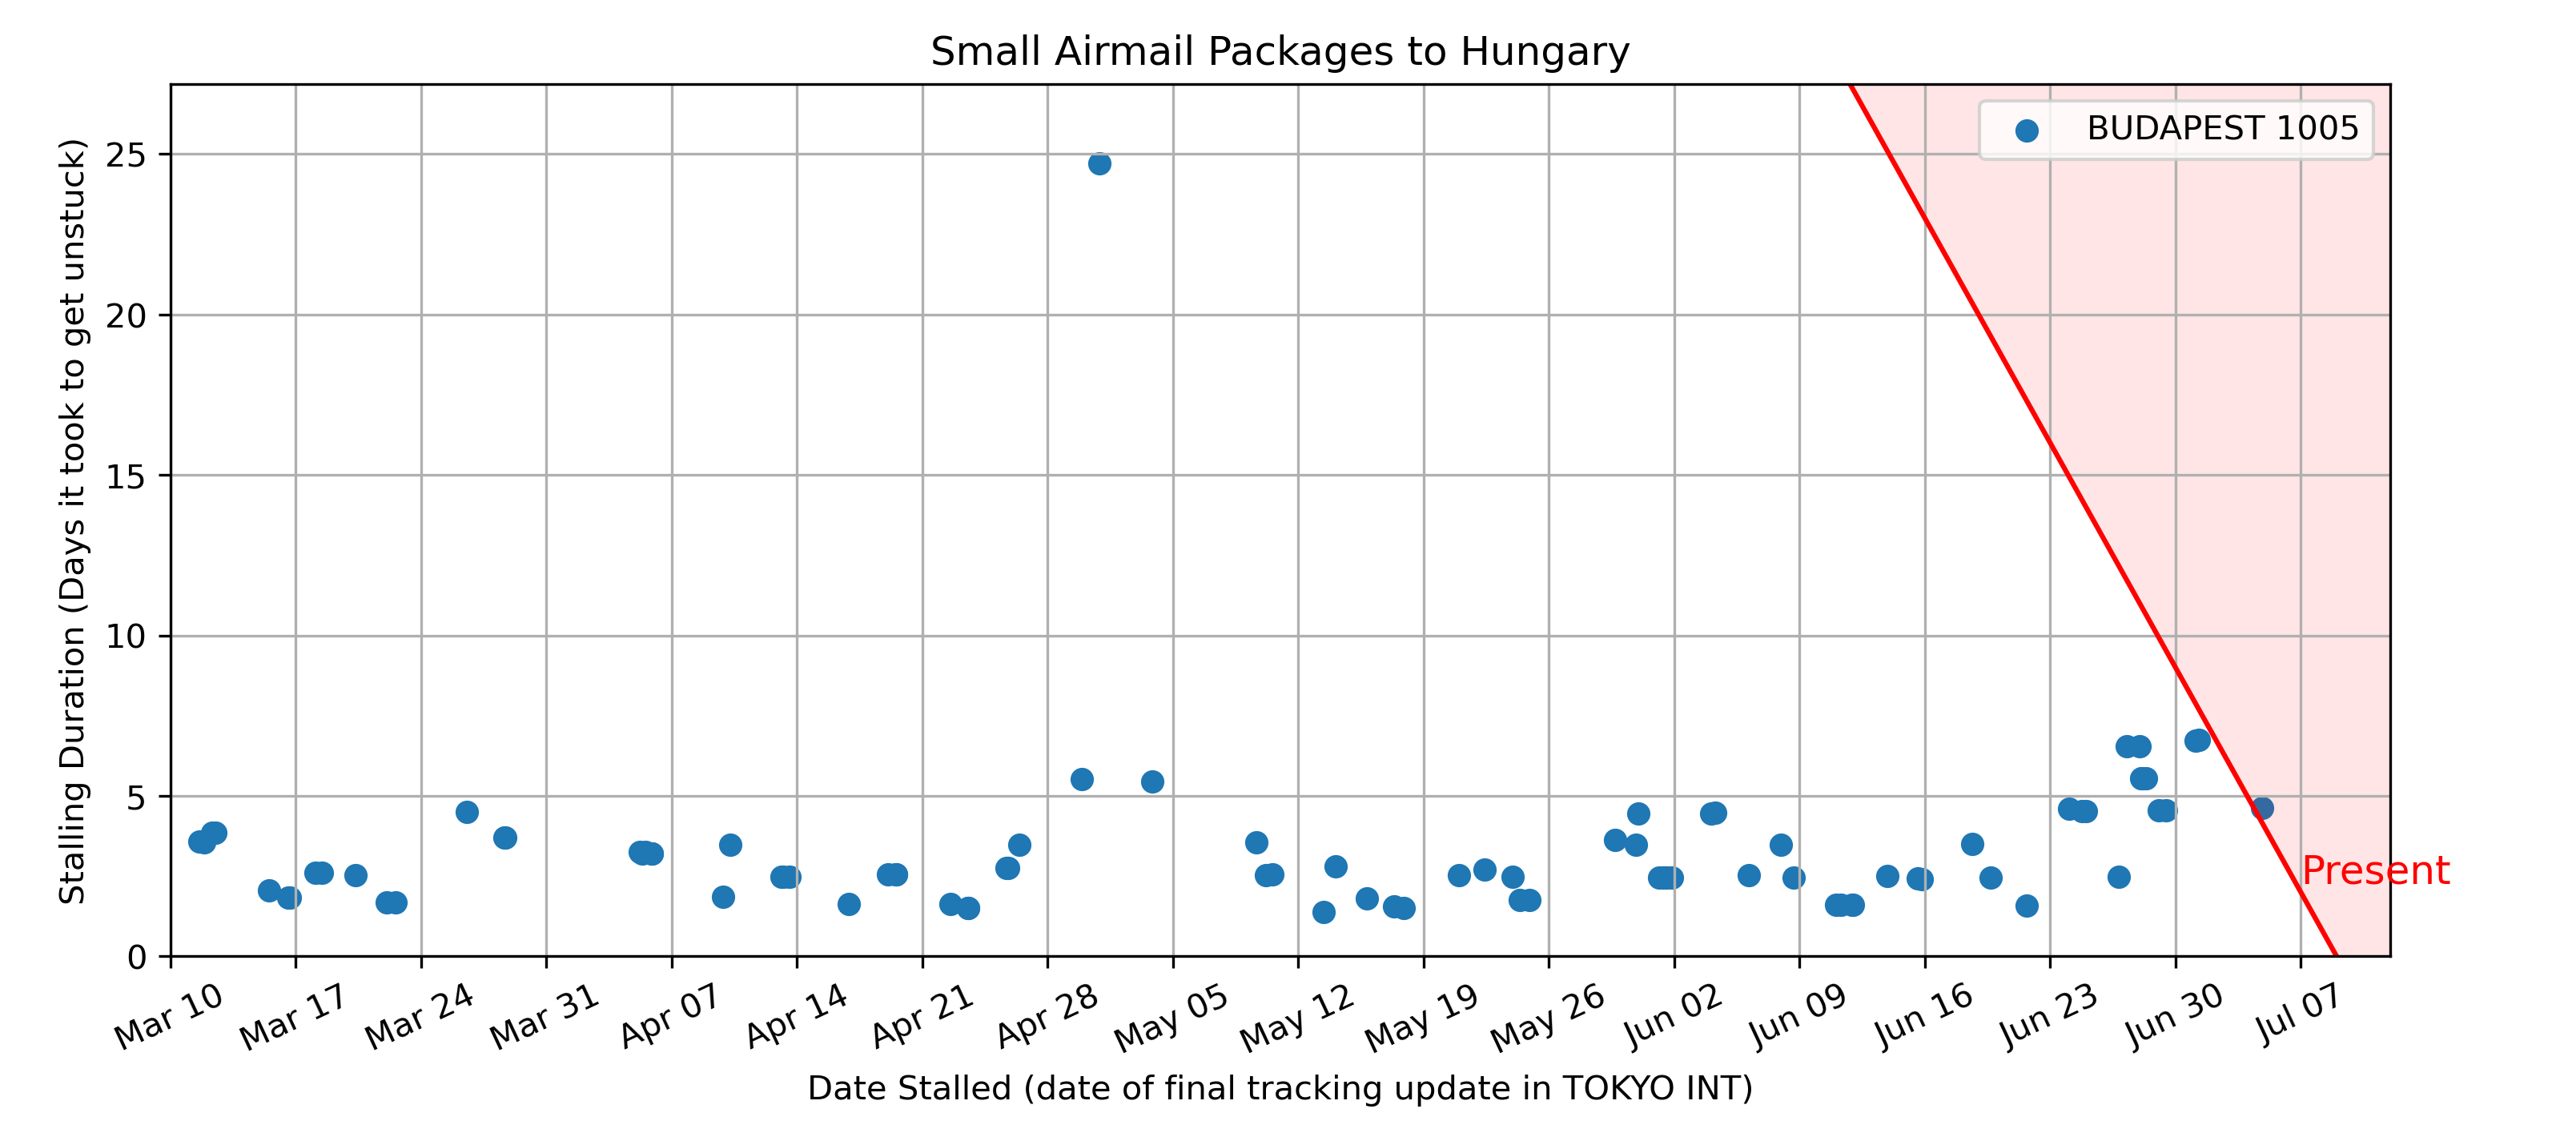 Small Airmail Packages to Hungary
BUDAPEST 1005
Stalling Duration (Days it took to get unstuck)
25
20
15
10
5
0
Present
Mar 10
Mar 17
Mar 24
Mar 31
Apr 07
Apr 14
Apr 21
Apr 28
May 05
May 12
May 19
May 26
Jun 02
Jun 09
Jun 16
Jun 23
Jun 30
Jul 07
Date Stalled (date of final tracking update in TOKYO INT)